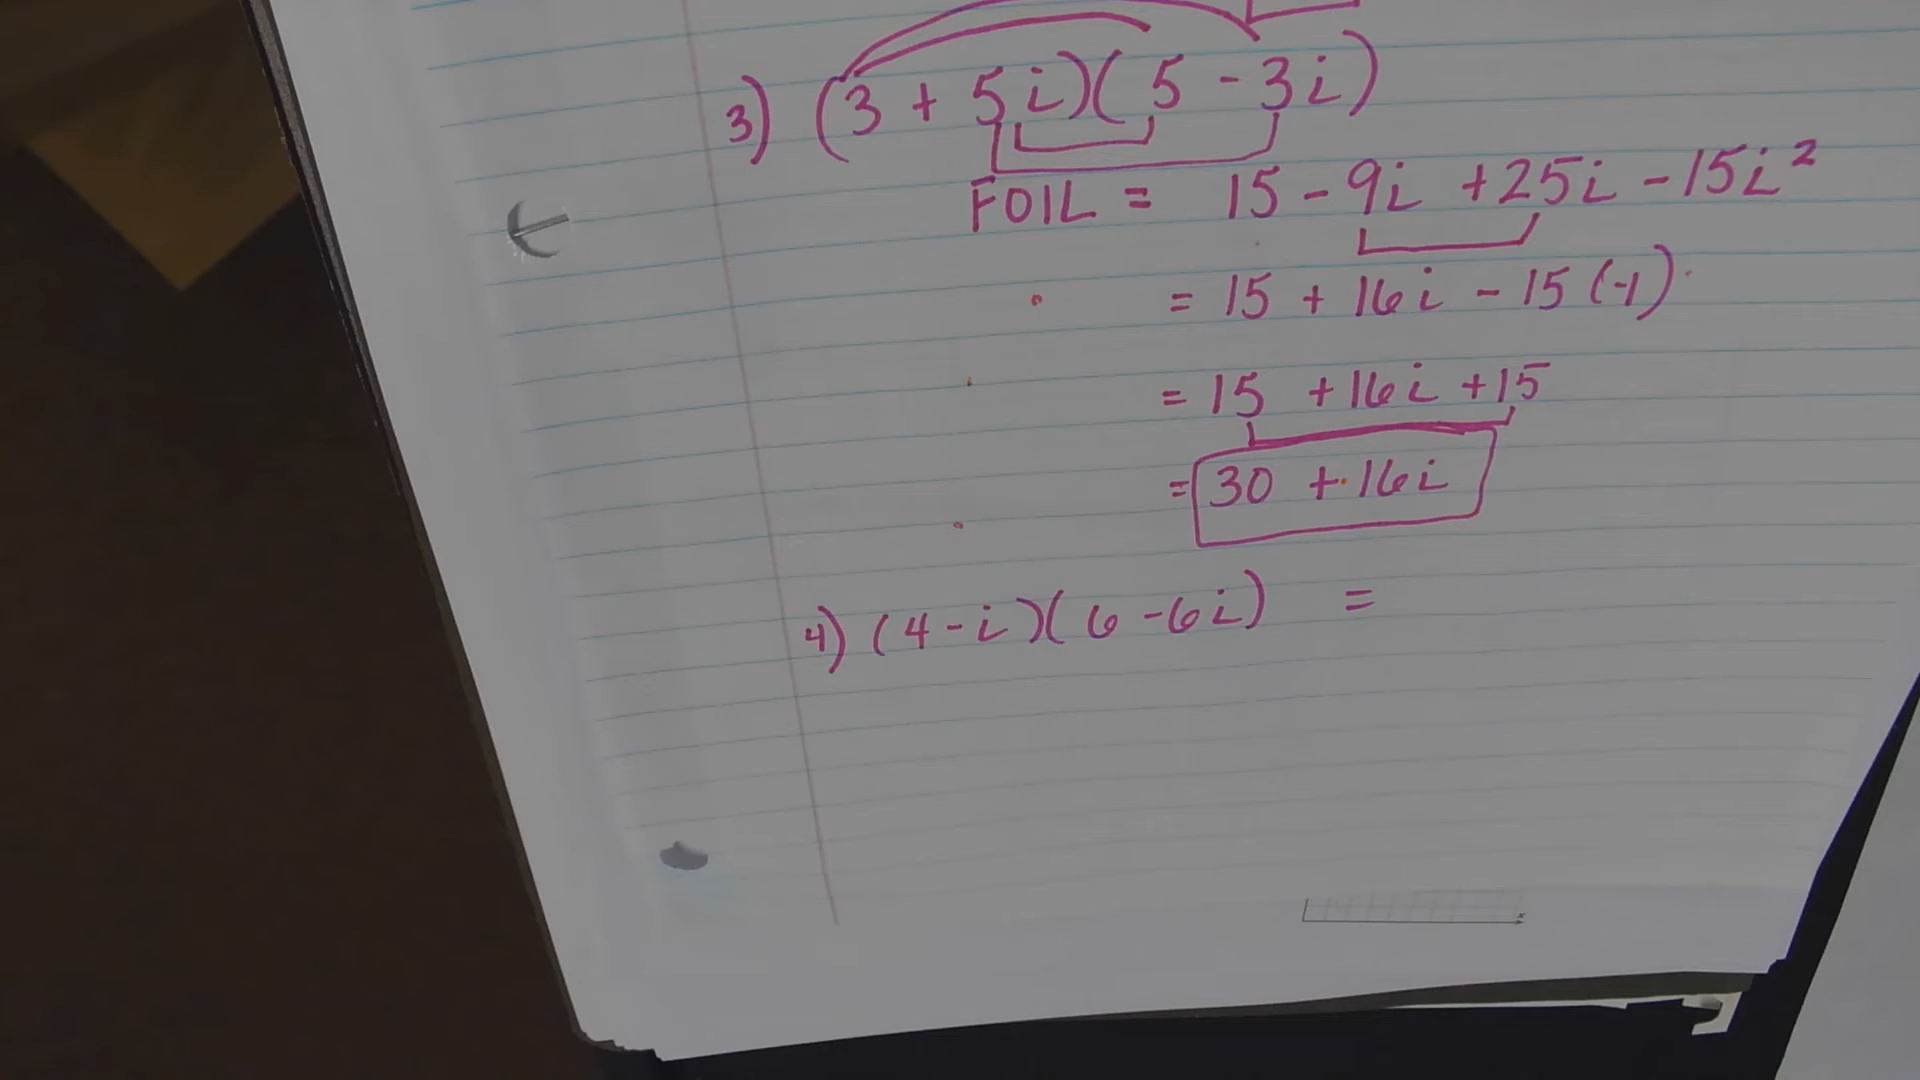 3) (3 + 5i)(5 - 3i)
FOIL = 15 - 9i + 25i - 15i²
= 15 + 16i - 15(-1)
= 15 + 16i + 15
= 30 + 16i
4) (4 - i)(6 - 6i) =